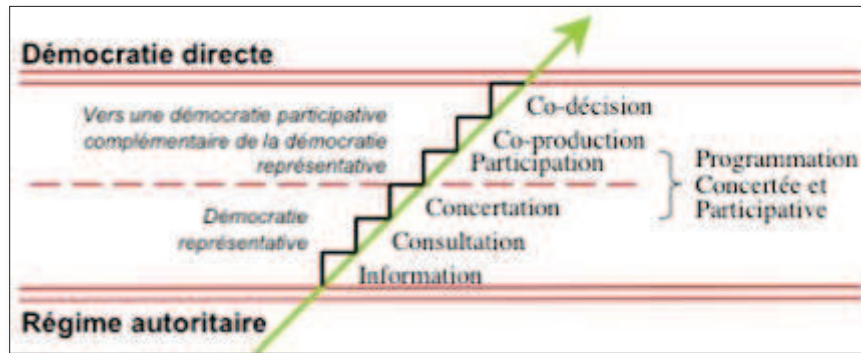 Démocratie directe
Vers une démocratie participative
complémentaire de la démocratie
représentative
Co-décision
Co-production
Participation
Programmation
Concertée et
Participative
Démocratie
représentative
Concertation
Consultation
Information
Régime autoritaire